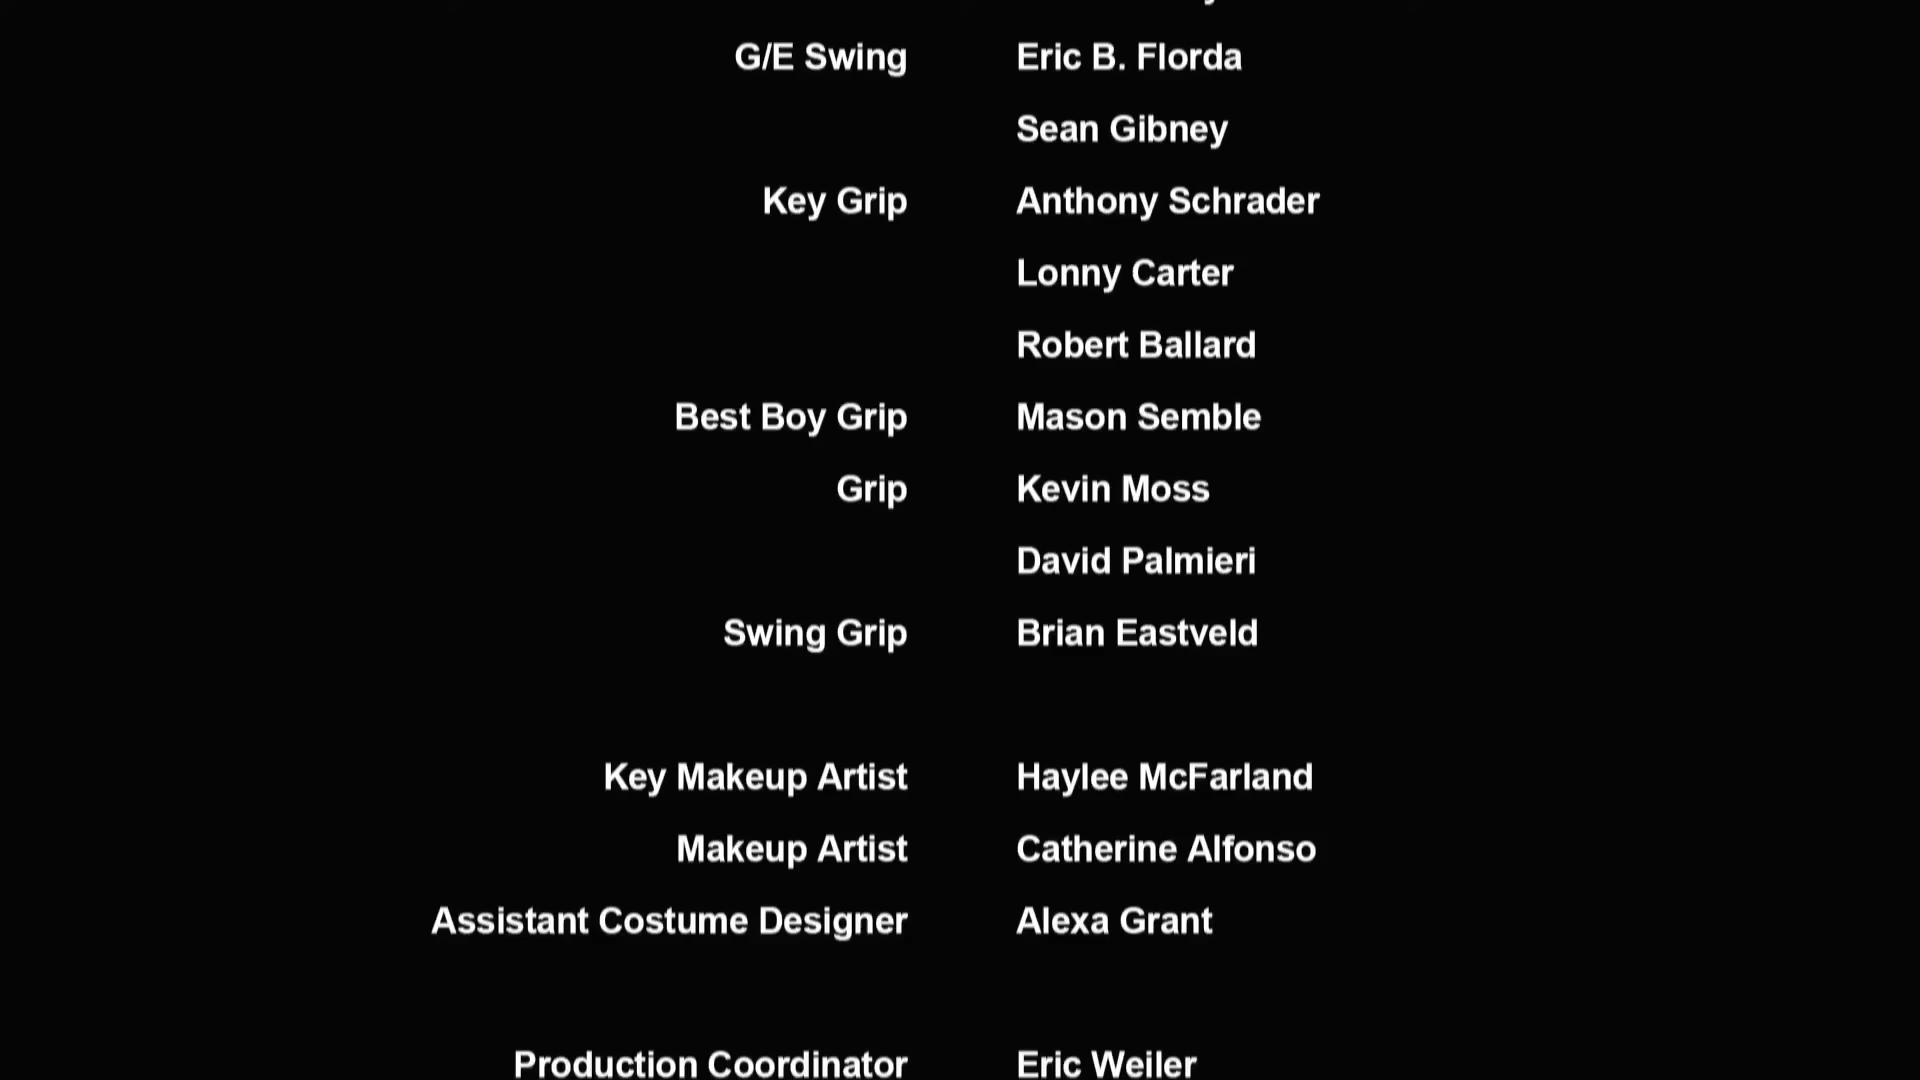 G/E Swing Eric B. Florda
Sean Gibney
Key Grip Anthony Schrader
Lonny Carter
Robert Ballard
Best Boy Grip Mason Semble
Grip Kevin Moss
David Palmieri
Swing Grip Brian Eastveld
Key Makeup Artist Haylee McFarland
Makeup Artist Catherine Alfonso
Assistant Costume Designer Alexa Grant
Production Coordinator Eric Weiler